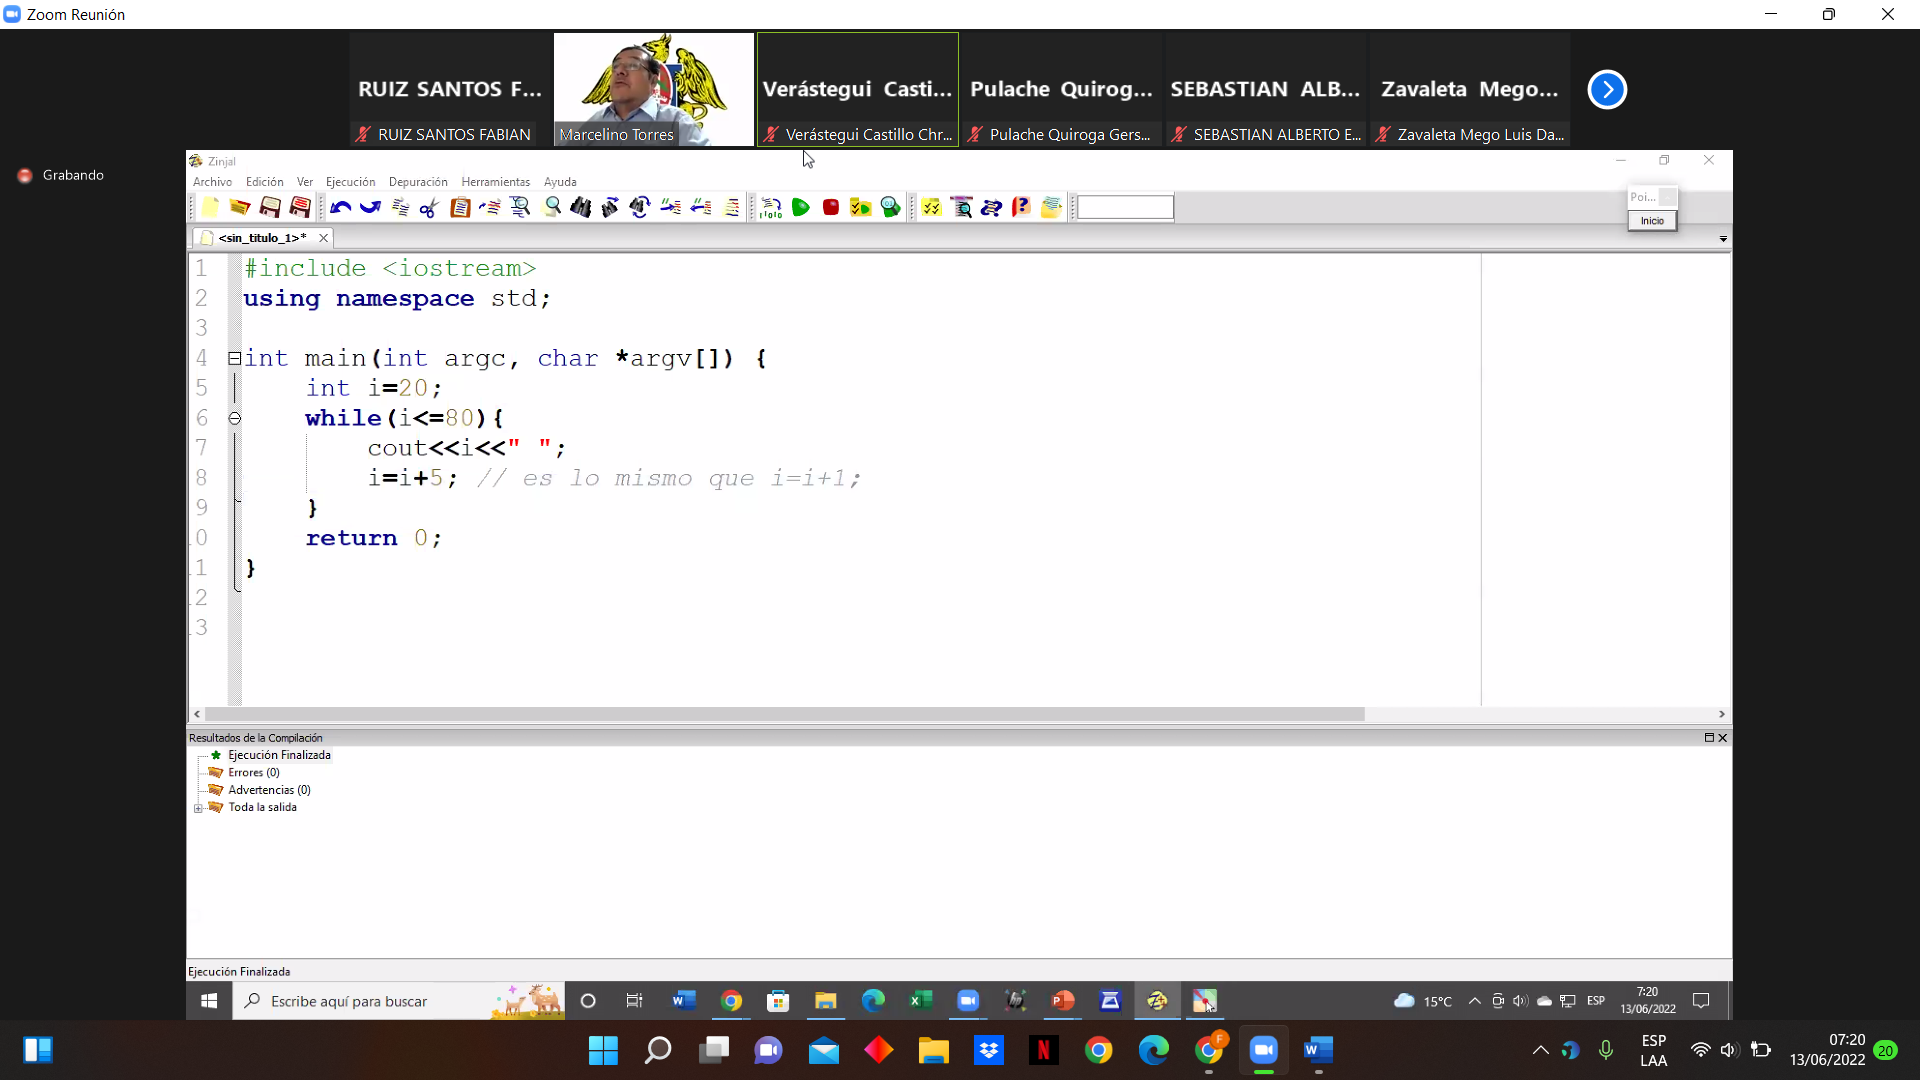 Zoom Reunión
RUIZ SANTOS F...
Verástegui Casti...
Pulache Quirog...
SEBASTIAN ALB...
Zavaleta Mego...
RUIZ SANTOS FABIAN
Marcelino Torres
Verástegui Castillo Chr...
Pulache Quiroga Gers...
SEBASTIAN ALBERTO E...
Zavaleta Mego Luis Da...
Grabando
Zinjal
Archivo Edición Ver Ejecución Depuración Herramientas Ayuda
Poi...
Inicio
<sin_titulo_1>*
1 #include <iostream>
2 using namespace std;
3
4 int main(int argc, char *argv[]) {
5 int i=20;
6 while(i<=80){
7 cout<<i<<" ";
8 i=i+5; // es lo mismo que i=i+1;
9 }
10 return 0;
11 }
12
13
Resultados de la Compilación
Ejecución Finalizada
Errores (0)
Advertencias (0)
Toda la salida
Ejecución Finalizada
Escribe aquí para buscar
15°C
ESP
7:20
13/06/2022
ESP
LAA
07:20
13/06/2022
20